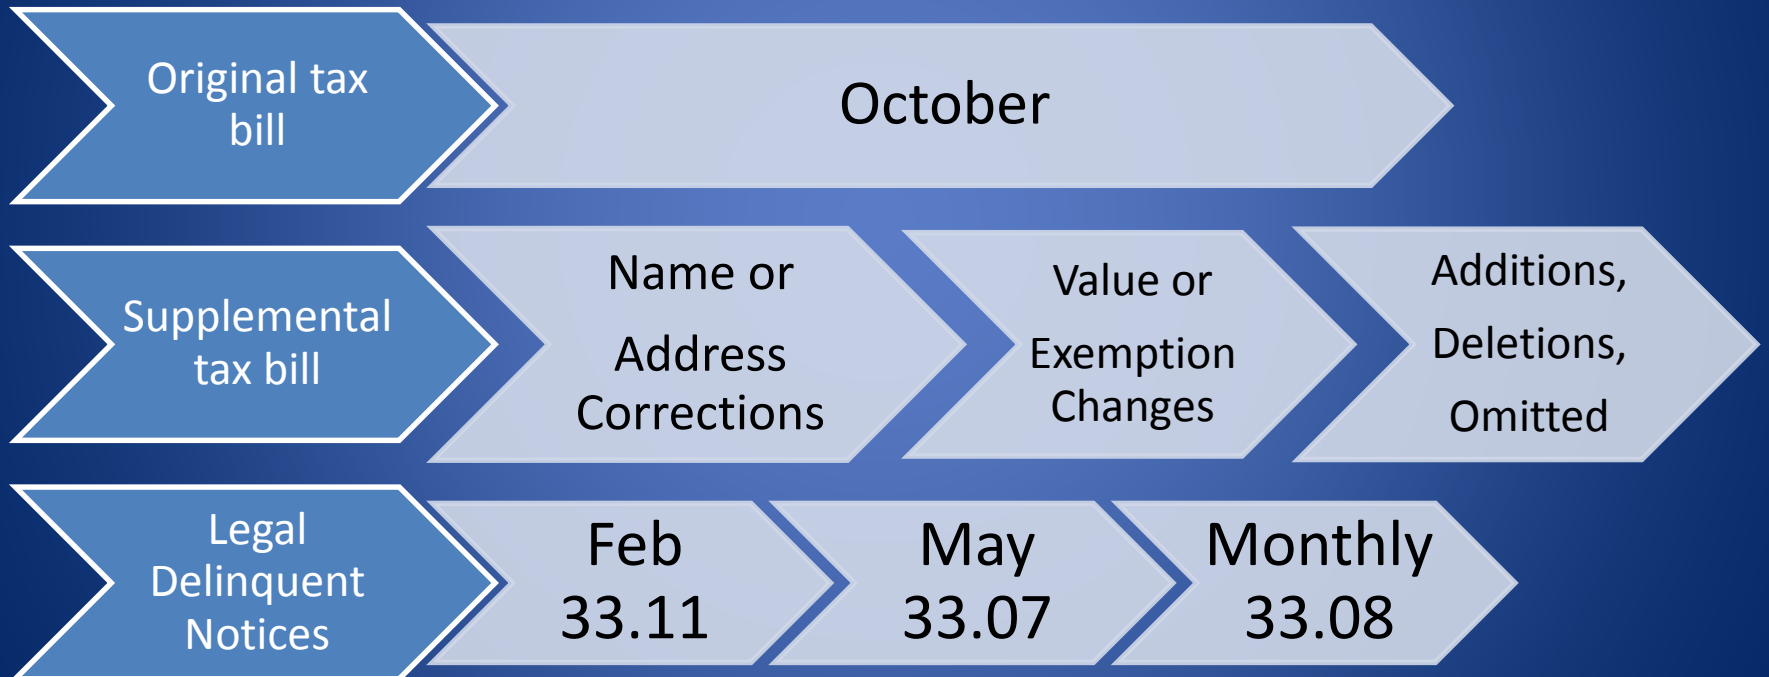 Original tax
bill
October
Supplemental
tax bill
Name or
Address
Corrections
Value or
Exemption
Changes
Additions,
Deletions,
Omitted
Legal
Delinquent
Notices
Feb
33.11
May
33.07
Monthly
33.08